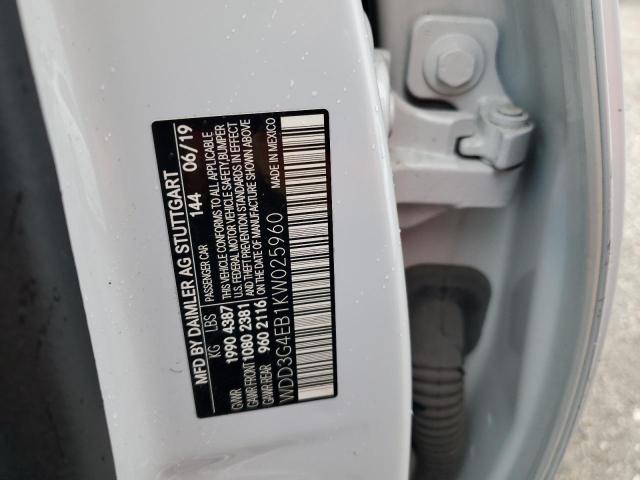 MFD BY DAIMLER AG STUTTGART
PASSENGER CAR 144 06/19
KG LBS
GVWR 1990 4387
GAWR FRONT 1080 2381
GAWR REAR 960 2116
THIS VEHICLE CONFORMS TO ALL APPLICABLE
U.S. FEDERAL MOTOR VEHICLE SAFETY, BUMPER
AND THEFT PREVENTION STANDARDS IN EFFECT
ON THE DATE OF MANUFACTURE SHOWN ABOVE
WDD3G4EB1KW025960 MADE IN MEXICO